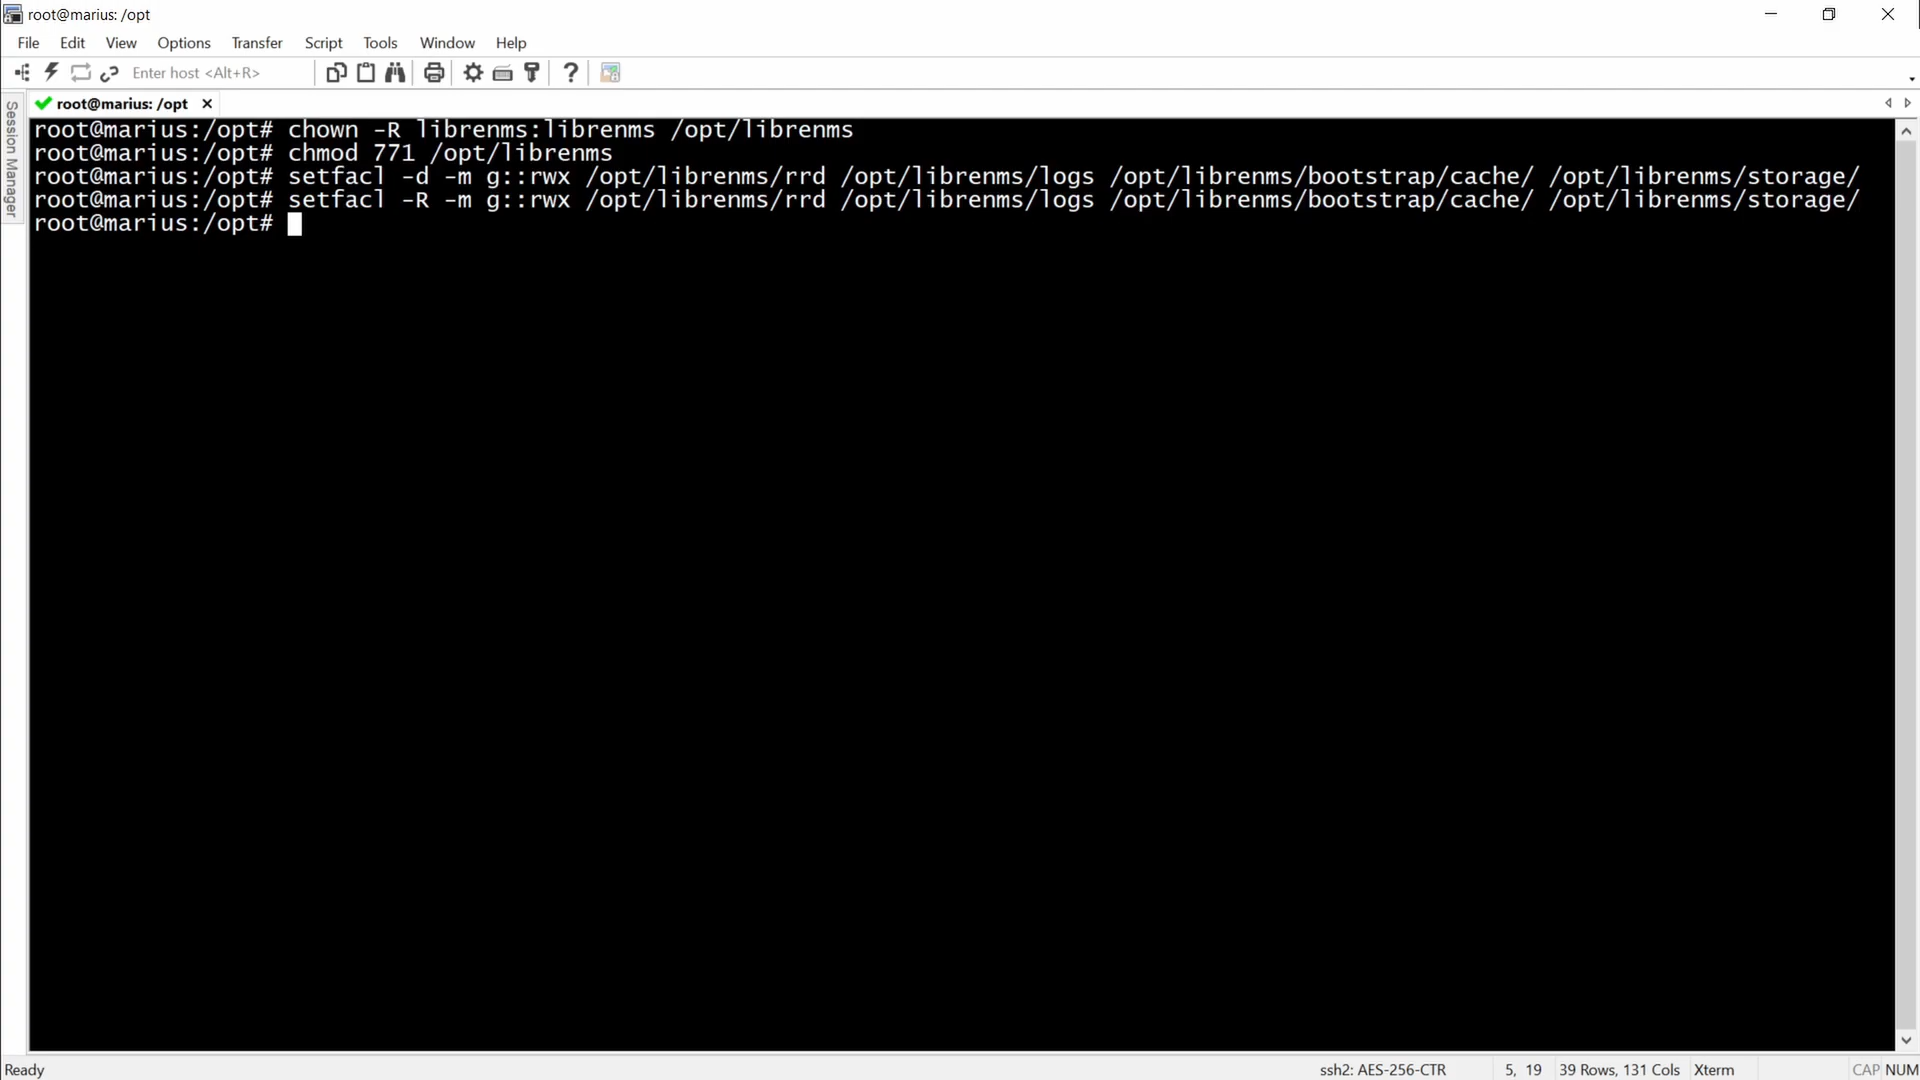 root@marius: /opt
File Edit View Options Transfer Script Tools Window Help
Enter host <Alt+R>
root@marius: /opt
Session Manager
root@marius:/opt# chown -R librenms:librenms /opt/librenms
root@marius:/opt# chmod 771 /opt/librenms
root@marius:/opt# setfacl -d -m g::rwx /opt/librenms/rrd /opt/librenms/logs /opt/librenms/bootstrap/cache/ /opt/librenms/storage/
root@marius:/opt# setfacl -R -m g::rwx /opt/librenms/rrd /opt/librenms/logs /opt/librenms/bootstrap/cache/ /opt/librenms/storage/
root@marius:/opt#
Ready ssh2: AES-256-CTR 5, 19 39 Rows, 131 Cols Xterm CAP NUM